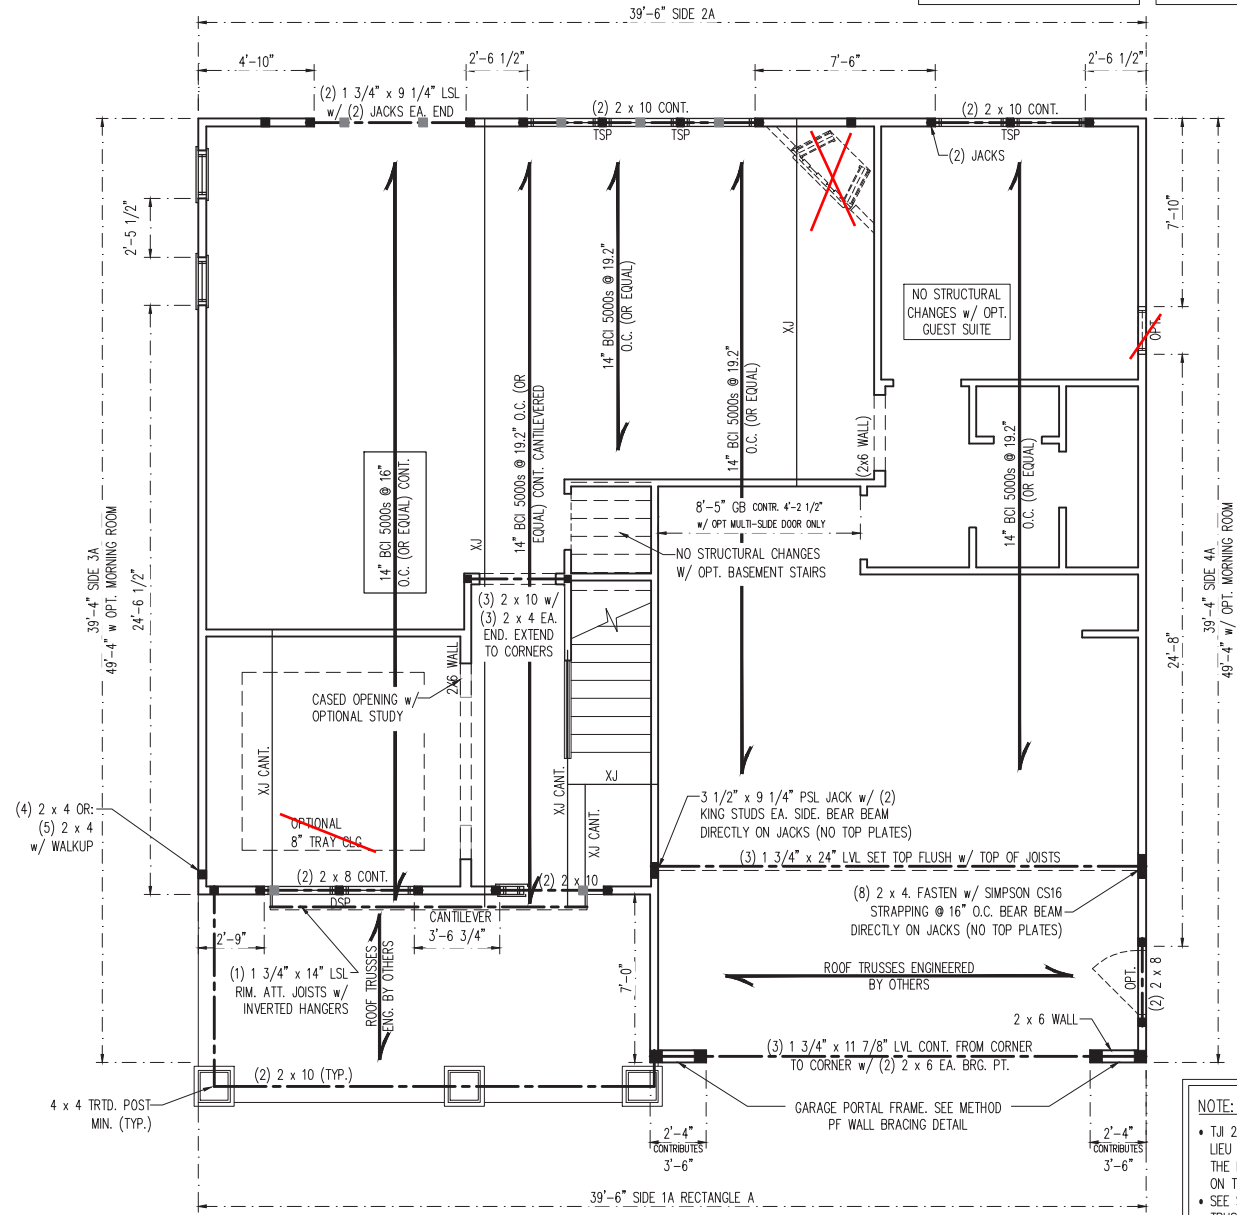 39'-6" SIDE 2A
4'-10"
2'-6 1/2"
7'-6"
2'-6 1/2"
(2) 1 3/4" x 9 1/4" LSL
w/ (2) JACKS EA. END
(2) 2 x 10 CONT.
(2) 2 x 10 CONT.
TSP
TSP
TSP
(2) JACKS
2'-5 1/2"
7'-10"
14" BCI 5000s @ 19.2"
O.C. (OR EQUAL)
XJ
NO STRUCTURAL
CHANGES w/ OPT.
GUEST SUITE
OPT.
14" BCI 5000s @ 16"
O.C. (OR EQUAL) CONT.
14" BCI 5000s @ 19.2" O.C. (OR
EQUAL) CONT. CANTILEVERED
14" BCI 5000s @ 19.2"
O.C. (OR EQUAL)
(2x6 WALL)
14" BCI 5000s @ 19.2"
O.C. (OR EQUAL)
8'-5" GB CONTR. 4'-2 1/2"
w/ OPT MULTI-SLIDE DOOR ONLY
XJ
NO STRUCTURAL CHANGES
W/ OPT. BASEMENT STAIRS
39'-4" SIDE 3A
49'-4" w OPT. MORNING ROOM
24'-6 1/2"
39'-4" SIDE 4A
49'-4" w/ OPT. MORNING ROOM
24'-8"
(3) 2 x 10 w/
(3) 2 x 4 EA.
END. EXTEND
TO CORNERS
2x6 WALL
CASED OPENING w/
OPTIONAL STUDY
XJ CANT.
XJ CANT.
XJ
XJ CANT.
(4) 2 x 4 OR:
(5) 2 x 4
w/ WALKUP
OPTIONAL
8" TRAY CLG.
3 1/2" x 9 1/4" PSL JACK w/ (2)
KING STUDS EA. SIDE. BEAR BEAM
DIRECTLY ON JACKS (NO TOP PLATES)
(3) 1 3/4" x 24" LVL SET TOP FLUSH w/ TOP OF JOISTS
(2) 2 x 8 CONT.
DSP
(2) 2 x 10
(8) 2 x 4. FASTEN w/ SIMPSON CS16
STRAPPING @ 16" O.C. BEAR BEAM
DIRECTLY ON JACKS (NO TOP PLATES)
CANTILEVER
2'-9"
3'-6 3/4"
(1) 1 3/4" x 14" LSL
RIM. ATT. JOISTS w/
INVERTED HANGERS
ROOF TRUSSES
ENG. BY OTHERS
7'-0"
ROOF TRUSSES ENGINEERED
BY OTHERS
OPT.
(2) 2 x 8
2 x 6 WALL
(3) 1 3/4" x 11 7/8" LVL CONT. FROM CORNER
TO CORNER w/ (2) 2 x 6 EA. BRG. PT.
(2) 2 x 10 (TYP.)
4 x 4 TRTD. POST
MIN. (TYP.)
GARAGE PORTAL FRAME. SEE METHOD
PF WALL BRACING DETAIL
2'-4"
CONTRIBUTES
3'-6"
2'-4"
CONTRIBUTES
3'-6"
NOTE:
• TJI 2
LIEU
THE
ON T
• SEE
39'-6" SIDE 1A RECTANGLE A